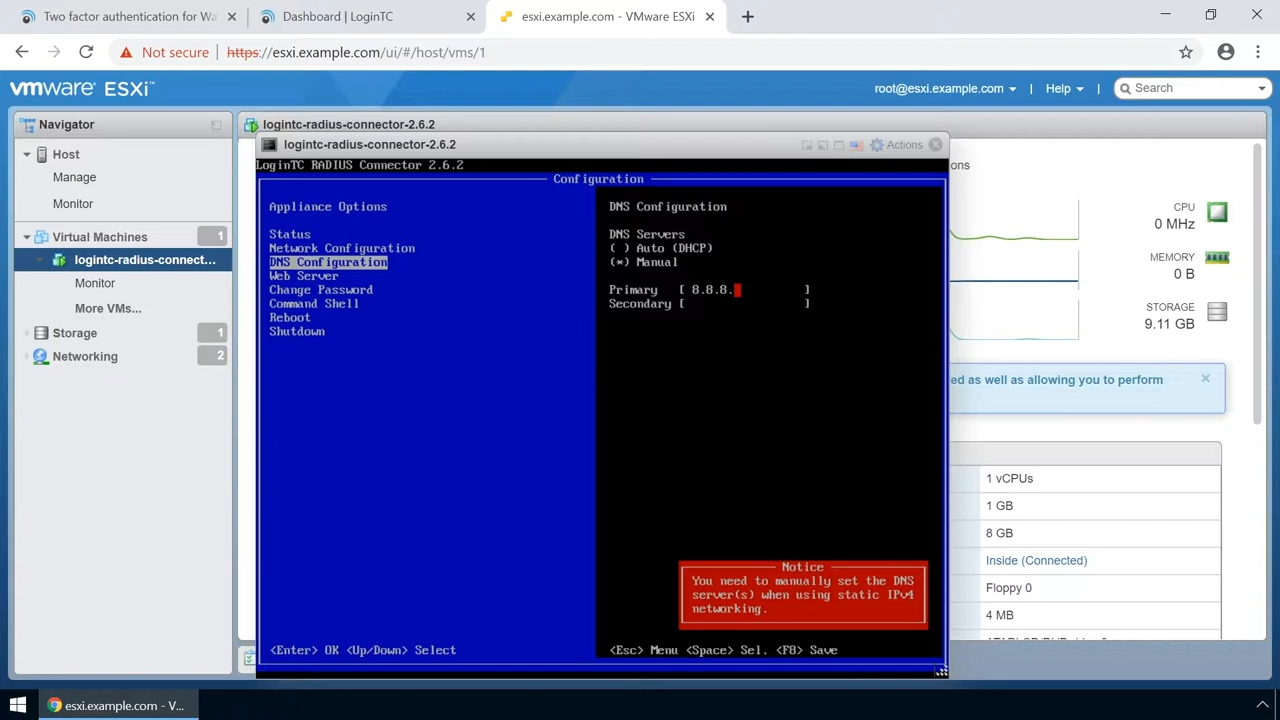 Two factor authentication for Wa
Dashboard | LoginTC
esxi.example.com - VMware ESXi
Not secure
https://esxi.example.com/ui/#/host/vms/1
vmware ESXi™
root@esxi.example.com
Help
Search
Navigator
Host
Manage
Monitor
Virtual Machines
1
logintc-radius-connect...
Monitor
More VMs...
Storage
1
Networking
2
logintc-radius-connector-2.6.2
logintc-radius-connector-2.6.2
Actions
LoginTC RADIUS Connector 2.6.2
Configuration
Appliance Options
Status
Network Configuration
DNS Configuration
Web Server
Change Password
Command Shell
Reboot
Shutdown
<Enter> OK <Up/Down> Select
DNS Configuration
DNS Servers
( ) Auto (DHCP)
(*) Manual
Primary [ 8.8.8. ]
Secondary [ ]
Notice
You need to manually set the DNS
server(s) when using static IPv4
networking.
<Esc> Menu <Space> Sel. <F8> Save
ons
CPU
0 MHz
MEMORY
0 B
STORAGE
9.11 GB
ed as well as allowing you to perform
1 vCPUs
1 GB
8 GB
Inside (Connected)
Floppy 0
4 MB
esxi.example.com - V...